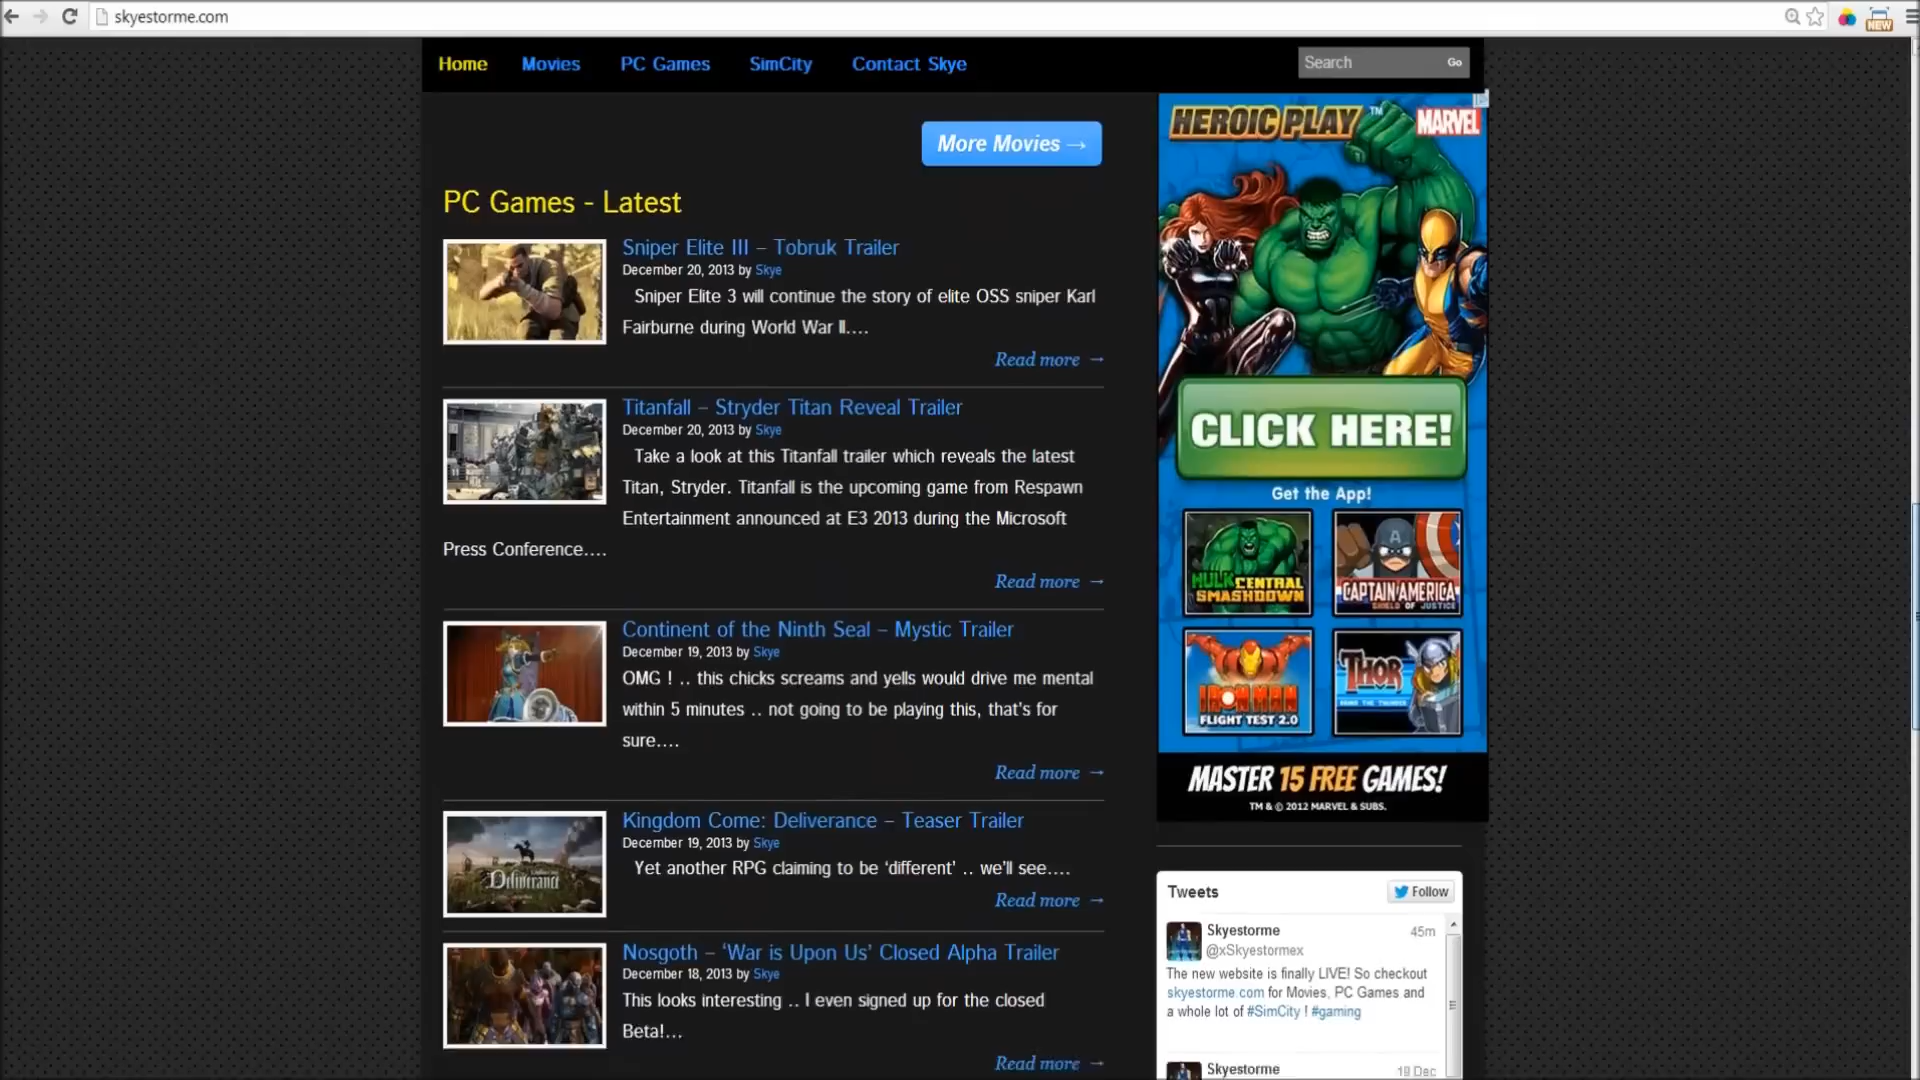 skyestorme.com
NEW
Home Movies PC Games SimCity Contact Skye
Search Go
More Movies →
PC Games - Latest
Sniper Elite III – Tobruk Trailer
December 20, 2013 by Skye
Sniper Elite 3 will continue the story of elite OSS sniper Karl
Fairburne during World War II....
Read more →
Titanfall – Stryder Titan Reveal Trailer
December 20, 2013 by Skye
Take a look at this Titanfall trailer which reveals the latest
Titan, Stryder. Titanfall is the upcoming game from Respawn
Entertainment announced at E3 2013 during the Microsoft
Press Conference....
Read more →
Continent of the Ninth Seal – Mystic Trailer
December 19, 2013 by Skye
OMG ! .. this chicks screams and yells would drive me mental
within 5 minutes .. not going to be playing this, that's for
sure....
Read more →
Kingdom Come: Deliverance – Teaser Trailer
December 19, 2013 by Skye
Yet another RPG claiming to be ‘different’ .. we'll see....
Read more →
Deliverance
Nosgoth – ‘War is Upon Us’ Closed Alpha Trailer
December 18, 2013 by Skye
This looks interesting .. I even signed up for the closed
Beta!...
Read more →
HEROIC PLAY™ MARVEL
CLICK HERE!
Get the App!
HULK CENTRAL
SMASHDOWN
CAPTAIN AMERICA
SHIELD OF JUSTICE
IRON MAN
FLIGHT TEST 2.0
THOR
MASTER 15 FREE GAMES!
TM & © 2012 MARVEL & SUBS.
Tweets Follow
Skyestorme 45m
@xSkyestormex
The new website is finally LIVE! So checkout
skyestorme.com for Movies, PC Games and
a whole lot of #SimCity ! #gaming
Skyestorme 19 Dec